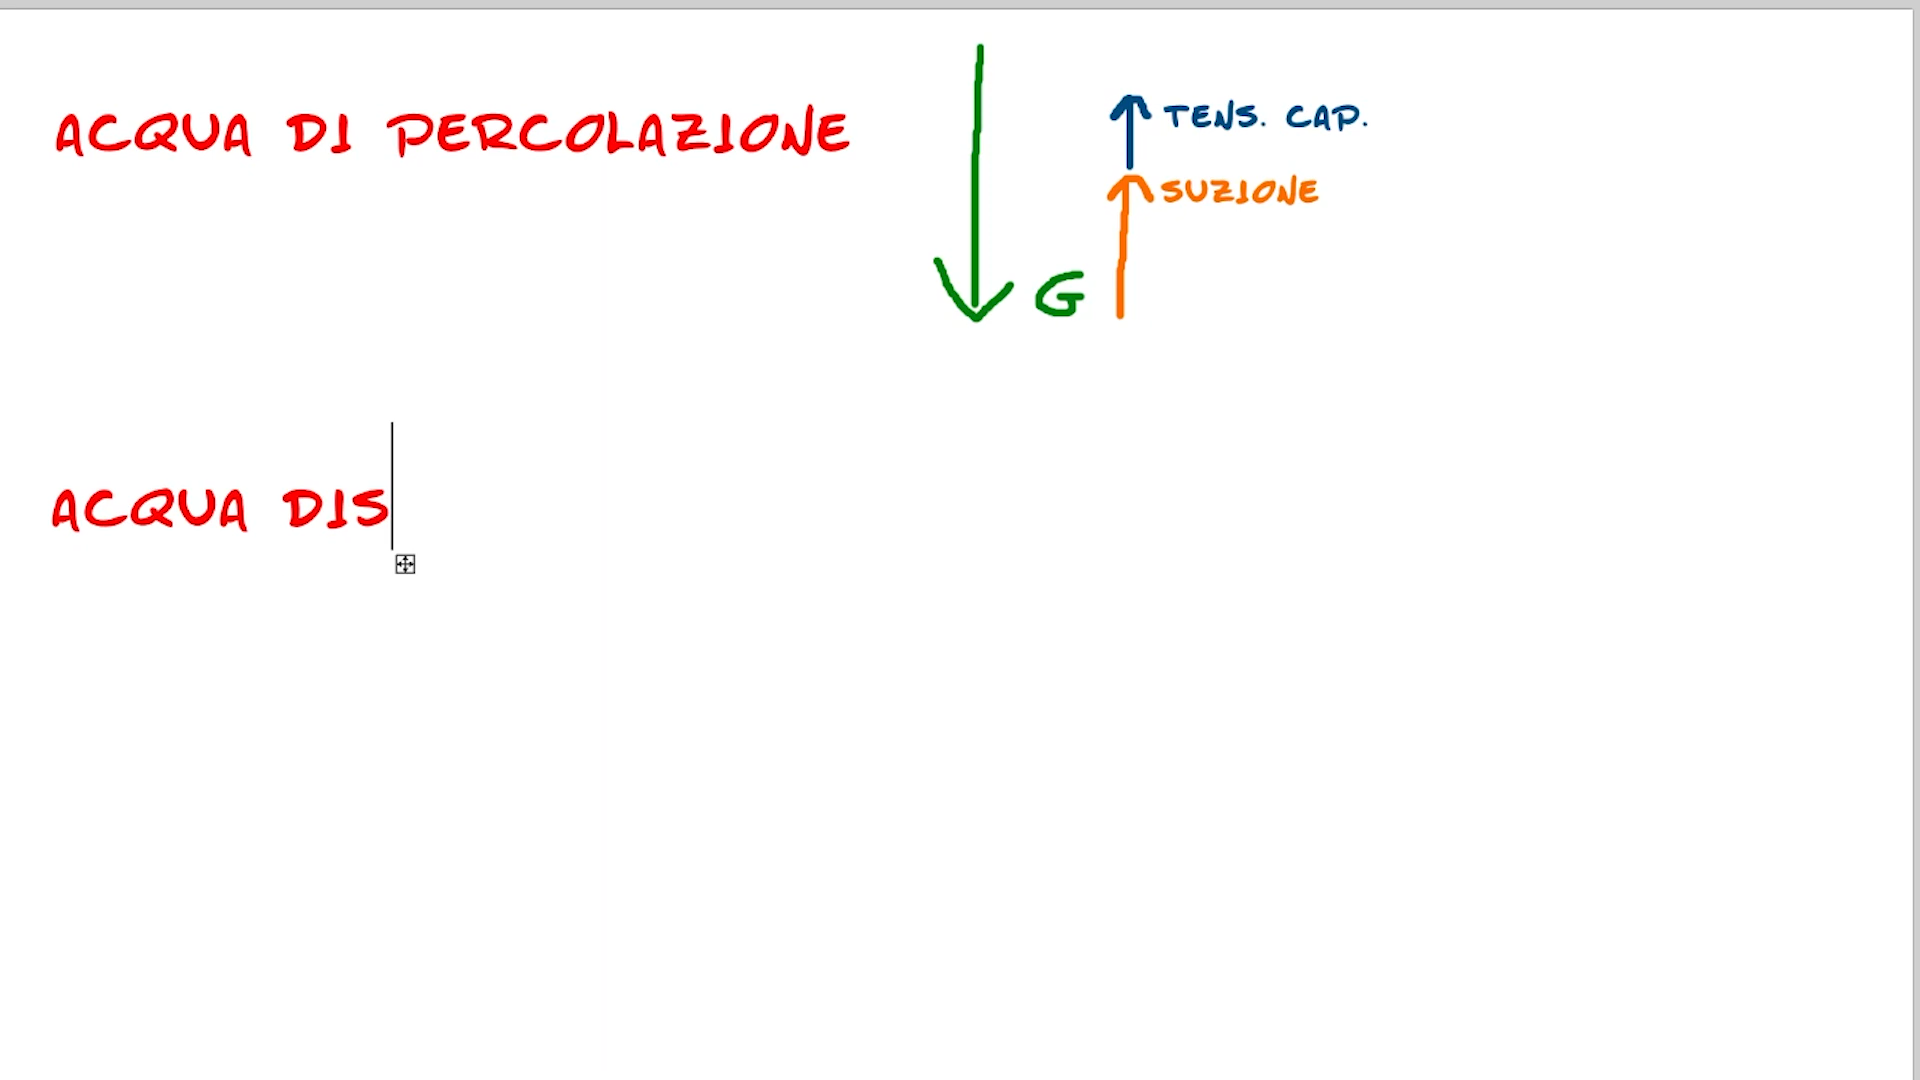 ACQUA DI PERCOLAZIONE
TENS. CAP.
SUZIONE
G
ACQUA DIS